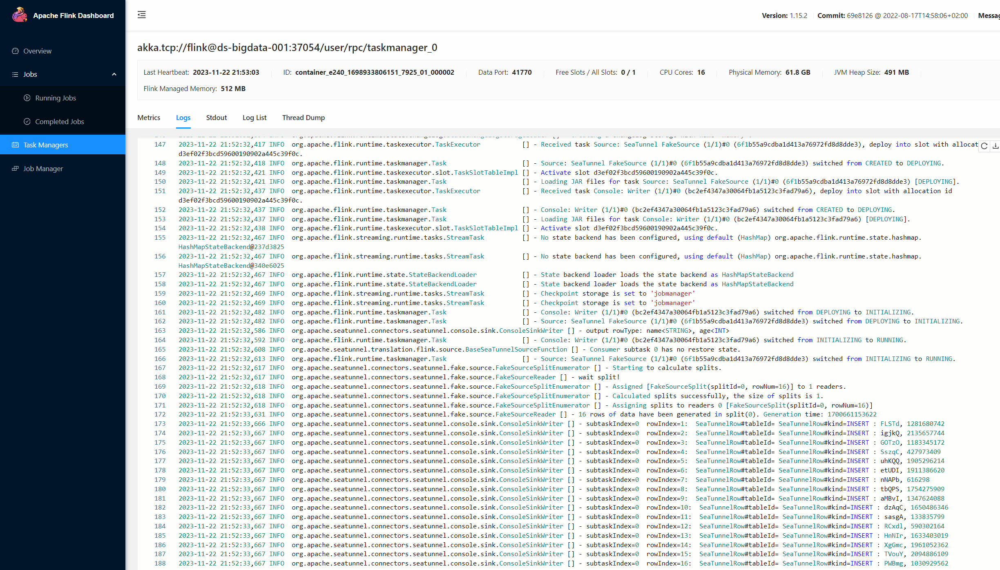 Apache Flink Dashboard
Version: 1.15.2 Commit: 69e8126 @ 2022-08-17T14:58:06+02:00
Overview
Jobs
Running Jobs
Completed Jobs
Task Managers
Job Manager
akka.tcp://flink@ds-bigdata-001:37054/user/rpc/taskmanager_0
Last Heartbeat: 2023-11-22 21:53:03 ID: container_e240_1698933806151_7925_01_000002 Data Port: 41770 Free Slots / All Slots: 0 / 1 CPU Cores: 16 Physical Memory: 61.8 GB JVM Heap Size: 491 MB
Flink Managed Memory: 512 MB
Metrics Logs Stdout Log List Thread Dump
147 2023-11-22 21:52:32,417 INFO org.apache.flink.runtime.taskexecutor.TaskExecutor [] - Received task Source: SeaTunnel FakeSource (1/1)#0 (6f1b55a9cdba1d413a76972fd8d8dde3), deploy into slot with allocat
d3ef02f3bcd59600190902a445c39f0c.
148 2023-11-22 21:52:32,418 INFO org.apache.flink.runtime.taskmanager.Task [] - Source: SeaTunnel FakeSource (1/1)#0 (6f1b55a9cdba1d413a76972fd8d8dde3) switched from CREATED to DEPLOYING.
149 2023-11-22 21:52:32,421 INFO org.apache.flink.runtime.taskexecutor.slot.TaskSlotTableImpl [] - Activate slot d3ef02f3bcd59600190902a445c39f0c.
150 2023-11-22 21:52:32,421 INFO org.apache.flink.runtime.taskmanager.Task [] - Loading JAR files for task Source: SeaTunnel FakeSource (1/1)#0 (6f1b55a9cdba1d413a76972fd8d8dde3) [DEPLOYING].
151 2023-11-22 21:52:32,437 INFO org.apache.flink.runtime.taskexecutor.TaskExecutor [] - Received task Console: Writer (1/1)#0 (bc2ef4347a30064fb1a5123c3fad79a6), deploy into slot with allocation id
d3ef02f3bcd59600190902a445c39f0c.
152 2023-11-22 21:52:32,437 INFO org.apache.flink.runtime.taskmanager.Task [] - Console: Writer (1/1)#0 (bc2ef4347a30064fb1a5123c3fad79a6) switched from CREATED to DEPLOYING.
153 2023-11-22 21:52:32,437 INFO org.apache.flink.runtime.taskmanager.Task [] - Loading JAR files for task Console: Writer (1/1)#0 (bc2ef4347a30064fb1a5123c3fad79a6) [DEPLOYING].
154 2023-11-22 21:52:32,438 INFO org.apache.flink.runtime.taskexecutor.slot.TaskSlotTableImpl [] - Activate slot d3ef02f3bcd59600190902a445c39f0c.
155 2023-11-22 21:52:32,467 INFO org.apache.flink.streaming.runtime.tasks.StreamTask [] - No state backend has been configured, using default (HashMap) org.apache.flink.runtime.state.hashmap.
HashMapStateBackend@237d3825
156 2023-11-22 21:52:32,467 INFO org.apache.flink.streaming.runtime.tasks.StreamTask [] - No state backend has been configured, using default (HashMap) org.apache.flink.runtime.state.hashmap.
HashMapStateBackend@340e6025
157 2023-11-22 21:52:32,467 INFO org.apache.flink.runtime.state.StateBackendLoader [] - State backend loader loads the state backend as HashMapStateBackend
158 2023-11-22 21:52:32,467 INFO org.apache.flink.runtime.state.StateBackendLoader [] - State backend loader loads the state backend as HashMapStateBackend
159 2023-11-22 21:52:32,469 INFO org.apache.flink.streaming.runtime.tasks.StreamTask [] - Checkpoint storage is set to 'jobmanager'
160 2023-11-22 21:52:32,469 INFO org.apache.flink.streaming.runtime.tasks.StreamTask [] - Checkpoint storage is set to 'jobmanager'
161 2023-11-22 21:52:32,482 INFO org.apache.flink.runtime.taskmanager.Task [] - Console: Writer (1/1)#0 (bc2ef4347a30064fb1a5123c3fad79a6) switched from DEPLOYING to INITIALIZING.
162 2023-11-22 21:52:32,482 INFO org.apache.flink.runtime.taskmanager.Task [] - Source: SeaTunnel FakeSource (1/1)#0 (6f1b55a9cdba1d413a76972fd8d8dde3) switched from DEPLOYING to INITIALIZING.
163 2023-11-22 21:52:32,586 INFO org.apache.seatunnel.connectors.seatunnel.console.sink.ConsoleSinkWriter [] - output rowType: name<STRING>, age<INT>
164 2023-11-22 21:52:32,592 INFO org.apache.flink.runtime.taskmanager.Task [] - Console: Writer (1/1)#0 (bc2ef4347a30064fb1a5123c3fad79a6) switched from INITIALIZING to RUNNING.
165 2023-11-22 21:52:32,608 INFO org.apache.seatunnel.translation.flink.source.BaseSeaTunnelSourceFunction [] - Consumer subtask 0 has no restore state.
166 2023-11-22 21:52:32,613 INFO org.apache.flink.runtime.taskmanager.Task [] - Source: SeaTunnel FakeSource (1/1)#0 (6f1b55a9cdba1d413a76972fd8d8dde3) switched from INITIALIZING to RUNNING.
167 2023-11-22 21:52:32,617 INFO org.apache.seatunnel.connectors.seatunnel.fake.source.FakeSourceSplitEnumerator [] - Starting to calculate splits.
168 2023-11-22 21:52:32,617 INFO org.apache.seatunnel.connectors.seatunnel.fake.source.FakeSourceReader [] - wait split!
169 2023-11-22 21:52:32,618 INFO org.apache.seatunnel.connectors.seatunnel.fake.source.FakeSourceSplitEnumerator [] - Assigned [FakeSourceSplit(splitId=0, rowNum=16)] to 1 readers.
170 2023-11-22 21:52:32,618 INFO org.apache.seatunnel.connectors.seatunnel.fake.source.FakeSourceSplitEnumerator [] - Calculated splits successfully, the size of splits is 1.
171 2023-11-22 21:52:32,618 INFO org.apache.seatunnel.connectors.seatunnel.fake.source.FakeSourceSplitEnumerator [] - Assigning splits to readers 0 [FakeSourceSplit(splitId=0, rowNum=16)]
172 2023-11-22 21:52:33,631 INFO org.apache.seatunnel.connectors.seatunnel.fake.source.FakeSourceReader [] - 16 rows of data have been generated in split(0). Generation time: 1700661153622
173 2023-11-22 21:52:33,666 INFO org.apache.seatunnel.connectors.seatunnel.console.sink.ConsoleSinkWriter [] - subtaskIndex=0 rowIndex=1: SeaTunnelRow#tableId= SeaTunnelRow#kind=INSERT : FLSTd, 1281680742
174 2023-11-22 21:52:33,667 INFO org.apache.seatunnel.connectors.seatunnel.console.sink.ConsoleSinkWriter [] - subtaskIndex=0 rowIndex=2: SeaTunnelRow#tableId= SeaTunnelRow#kind=INSERT : igjkQ, 2135657744
175 2023-11-22 21:52:33,667 INFO org.apache.seatunnel.connectors.seatunnel.console.sink.ConsoleSinkWriter [] - subtaskIndex=0 rowIndex=3: SeaTunnelRow#tableId= SeaTunnelRow#kind=INSERT : GOTzO, 1183345172
176 2023-11-22 21:52:33,667 INFO org.apache.seatunnel.connectors.seatunnel.console.sink.ConsoleSinkWriter [] - subtaskIndex=0 rowIndex=4: SeaTunnelRow#tableId= SeaTunnelRow#kind=INSERT : SszqC, 427973409
177 2023-11-22 21:52:33,667 INFO org.apache.seatunnel.connectors.seatunnel.console.sink.ConsoleSinkWriter [] - subtaskIndex=0 rowIndex=5: SeaTunnelRow#tableId= SeaTunnelRow#kind=INSERT : uhKQQ, 1905296214
178 2023-11-22 21:52:33,667 INFO org.apache.seatunnel.connectors.seatunnel.console.sink.ConsoleSinkWriter [] - subtaskIndex=0 rowIndex=6: SeaTunnelRow#tableId= SeaTunnelRow#kind=INSERT : etUDI, 1911386620
179 2023-11-22 21:52:33,667 INFO org.apache.seatunnel.connectors.seatunnel.console.sink.ConsoleSinkWriter [] - subtaskIndex=0 rowIndex=7: SeaTunnelRow#tableId= SeaTunnelRow#kind=INSERT : nNAPb, 616298
180 2023-11-22 21:52:33,667 INFO org.apache.seatunnel.connectors.seatunnel.console.sink.ConsoleSinkWriter [] - subtaskIndex=0 rowIndex=8: SeaTunnelRow#tableId= SeaTunnelRow#kind=INSERT : tbQPS, 1754275909
181 2023-11-22 21:52:33,667 INFO org.apache.seatunnel.connectors.seatunnel.console.sink.ConsoleSinkWriter [] - subtaskIndex=0 rowIndex=9: SeaTunnelRow#tableId= SeaTunnelRow#kind=INSERT : aMBvI, 1347624088
182 2023-11-22 21:52:33,667 INFO org.apache.seatunnel.connectors.seatunnel.console.sink.ConsoleSinkWriter [] - subtaskIndex=0 rowIndex=10: SeaTunnelRow#tableId= SeaTunnelRow#kind=INSERT : dzAqC, 1650486346
183 2023-11-22 21:52:33,667 INFO org.apache.seatunnel.connectors.seatunnel.console.sink.ConsoleSinkWriter [] - subtaskIndex=0 rowIndex=11: SeaTunnelRow#tableId= SeaTunnelRow#kind=INSERT : sasgA, 133835799
184 2023-11-22 21:52:33,667 INFO org.apache.seatunnel.connectors.seatunnel.console.sink.ConsoleSinkWriter [] - subtaskIndex=0 rowIndex=12: SeaTunnelRow#tableId= SeaTunnelRow#kind=INSERT : RCxdl, 590302164
185 2023-11-22 21:52:33,667 INFO org.apache.seatunnel.connectors.seatunnel.console.sink.ConsoleSinkWriter [] - subtaskIndex=0 rowIndex=13: SeaTunnelRow#tableId= SeaTunnelRow#kind=INSERT : HnNIr, 1633403019
186 2023-11-22 21:52:33,667 INFO org.apache.seatunnel.connectors.seatunnel.console.sink.ConsoleSinkWriter [] - subtaskIndex=0 rowIndex=14: SeaTunnelRow#tableId= SeaTunnelRow#kind=INSERT : XgGmc, 1961052362
187 2023-11-22 21:52:33,667 INFO org.apache.seatunnel.connectors.seatunnel.console.sink.ConsoleSinkWriter [] - subtaskIndex=0 rowIndex=15: SeaTunnelRow#tableId= SeaTunnelRow#kind=INSERT : TVouY, 2094886109
188 2023-11-22 21:52:33,667 INFO org.apache.seatunnel.connectors.seatunnel.console.sink.ConsoleSinkWriter [] - subtaskIndex=0 rowIndex=16: SeaTunnelRow#tableId= SeaTunnelRow#kind=INSERT : PWBmg, 1030929562